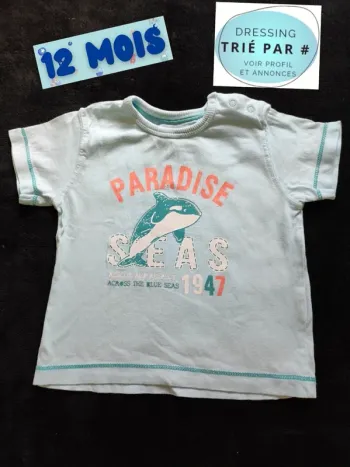 12 MOIS
DRESSING
TRIÉ PAR #
VOIR PROFIL
ET ANNONCES
PARADISE
SEAS
ACROSS THE BLUE SEAS
1947